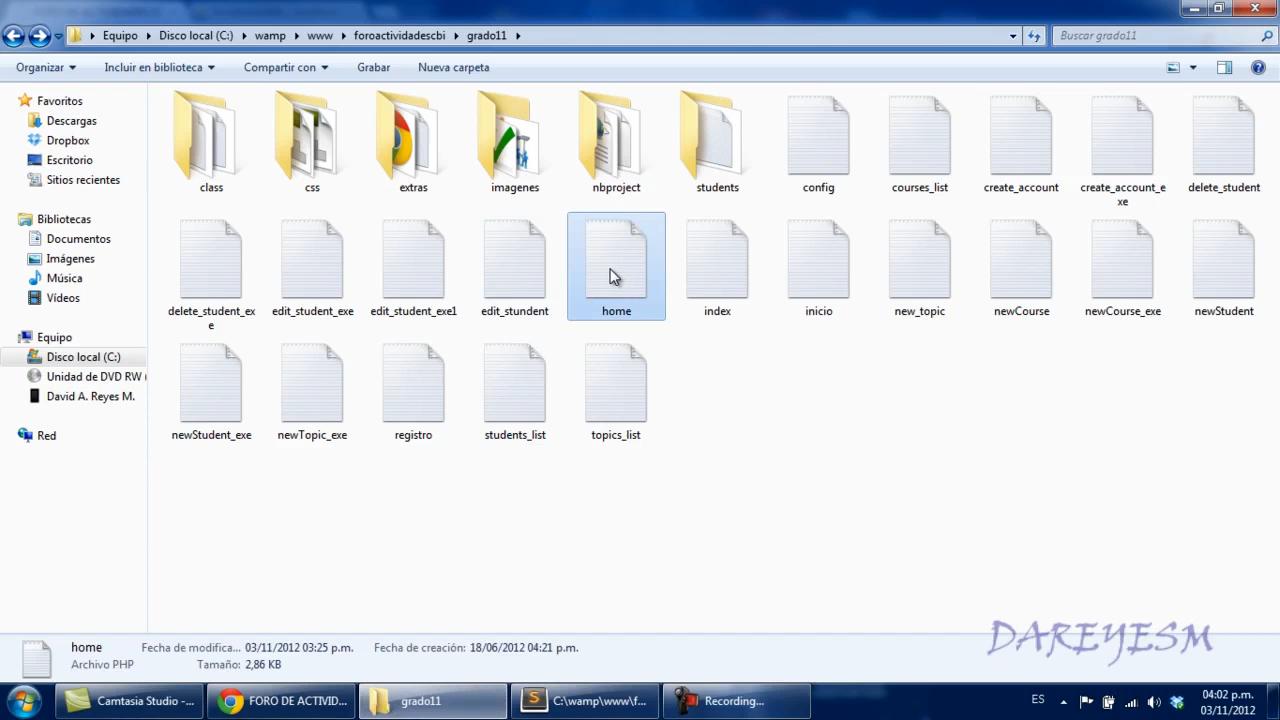 Equipo
Disco local (C:)
wamp
www
foroactividadescbi
grado11
Buscar grado11
Organizar
Incluir en biblioteca
Compartir con
Grabar
Nueva carpeta
Favoritos
Descargas
Dropbox
Escritorio
Sitios recientes
Bibliotecas
Documentos
Imágenes
Música
Vídeos
Equipo
Disco local (C:)
Unidad de DVD RW (
David A. Reyes M.
Red
class
css
extras
imagenes
nbproject
students
config
courses_list
create_account
create_account_e
xe
delete_student
delete_student_ex
e
edit_student_exe
edit_student_exe1
edit_stundent
home
index
inicio
new_topic
newCourse
newCourse_exe
newStudent
newStudent_exe
newTopic_exe
registro
students_list
topics_list
home
Fecha de modifica... 03/11/2012 03:25 p.m.
Fecha de creación: 18/06/2012 04:21 p.m.
Archivo PHP
Tamaño: 2,86 KB
DAREYESM
Camtasia Studio -...
FORO DE ACTIVID...
grado11
C:\wamp\www\f...
Recording...
ES
04:02 p.m.
03/11/2012